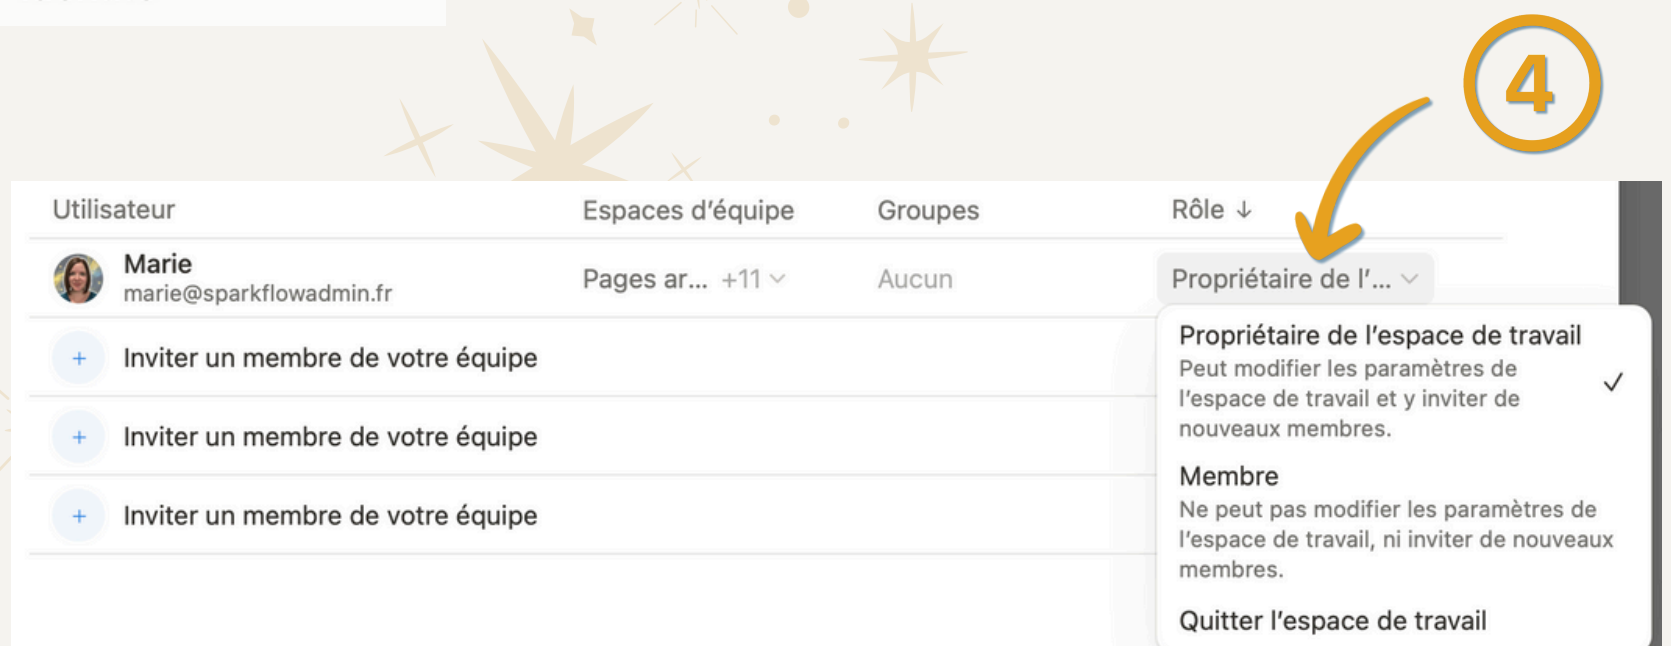 4
Utilisateur Espaces d’équipe Groupes Rôle ↓
Marie
marie@sparkflowadmin.fr
Pages ar... +11 Aucun Propriétaire de l’...
Inviter un membre de votre équipe
Inviter un membre de votre équipe
Inviter un membre de votre équipe
Propriétaire de l’espace de travail
Peut modifier les paramètres de
l’espace de travail et y inviter de
nouveaux membres.
Membre
Ne peut pas modifier les paramètres de
l’espace de travail, ni inviter de nouveaux
membres.
Quitter l’espace de travail